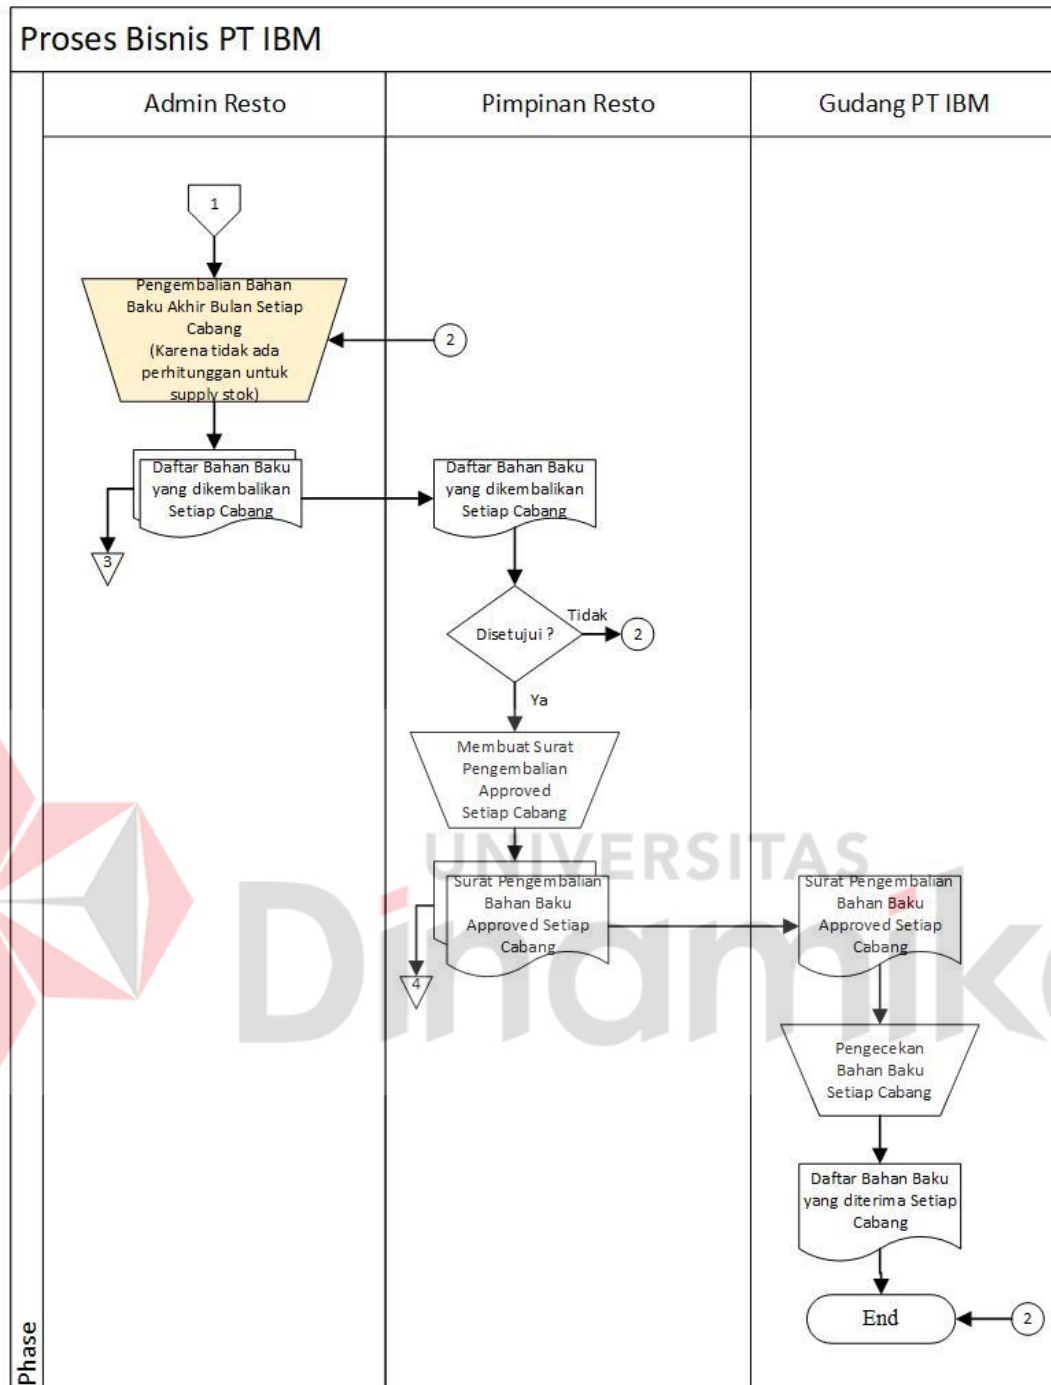 Proses Bisnis PT IBM
Admin Resto
Pimpinan Resto
Gudang PT IBM
1
Pengembalian Bahan
Baku Akhir Bulan Setiap
Cabang
(Karena tidak ada
perhitunggan untuk
supply stok)
2
Daftar Bahan Baku
yang dikembalikan
Setiap Cabang
3
Daftar Bahan Baku
yang dikembalikan
Setiap Cabang
Disetujui ?
Tidak
2
Ya
Membuat Surat
Pengembalian
Approved
Setiap Cabang
Surat Pengembalian
Bahan Baku
Approved Setiap
Cabang
4
Surat Pengembalian
Bahan Baku
Approved Setiap
Cabang
Pengecekan
Bahan Baku
Setiap Cabang
Daftar Bahan Baku
yang diterima Setiap
Cabang
End
2
Phase
UNIVERSITAS
Dinamika